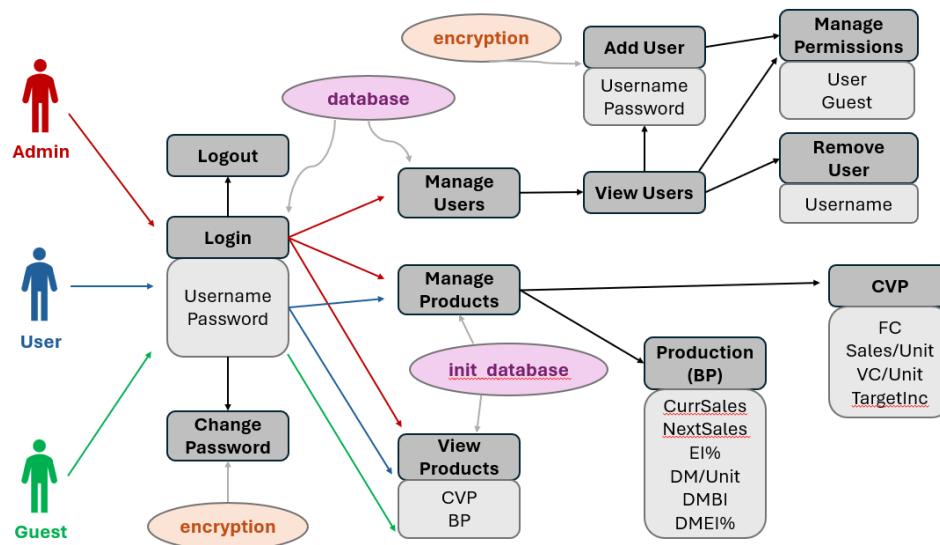 encryption
Add User
Username
Password
Manage
Permissions
User
Guest
database
Admin
Logout
Manage
Users
View Users
Remove
User
Username
Login
Username
Password
User
Manage
Products
CVP
FC
Sales/Unit
VC/Unit
TargetInc
init_database
Production
(BP)
CurrSales
NextSales
EI%
DM/Unit
DMBI
DMEI%
Change
Password
View
Products
CVP
BP
Guest
encryption